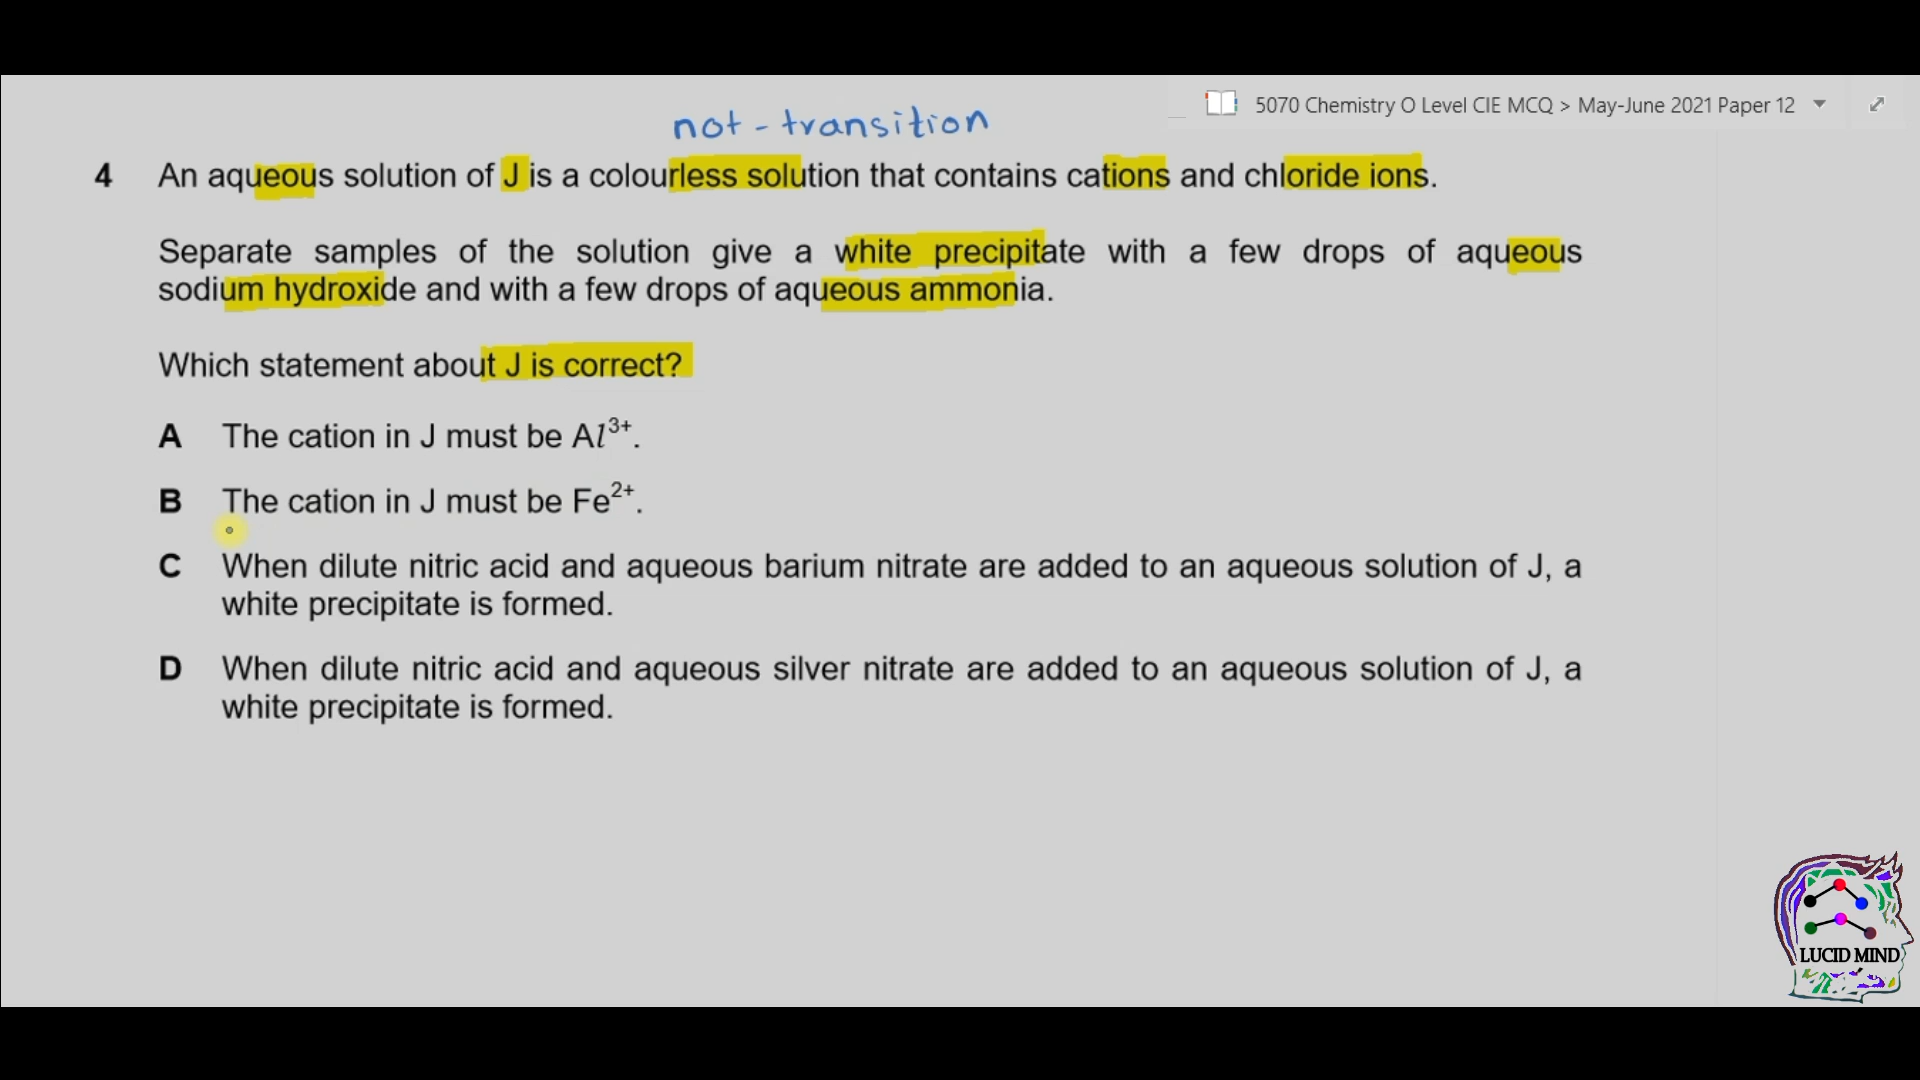 5070 Chemistry O Level CIE MCQ > May-June 2021 Paper 12
not - transition
4 An aqueous solution of J is a colourless solution that contains cations and chloride ions.
Separate samples of the solution give a white precipitate with a few drops of aqueous
sodium hydroxide and with a few drops of aqueous ammonia.
Which statement about J is correct?
A The cation in J must be Al³⁺.
B The cation in J must be Fe²⁺.
C When dilute nitric acid and aqueous barium nitrate are added to an aqueous solution of J, a
white precipitate is formed.
D When dilute nitric acid and aqueous silver nitrate are added to an aqueous solution of J, a
white precipitate is formed.
LUCID MIND